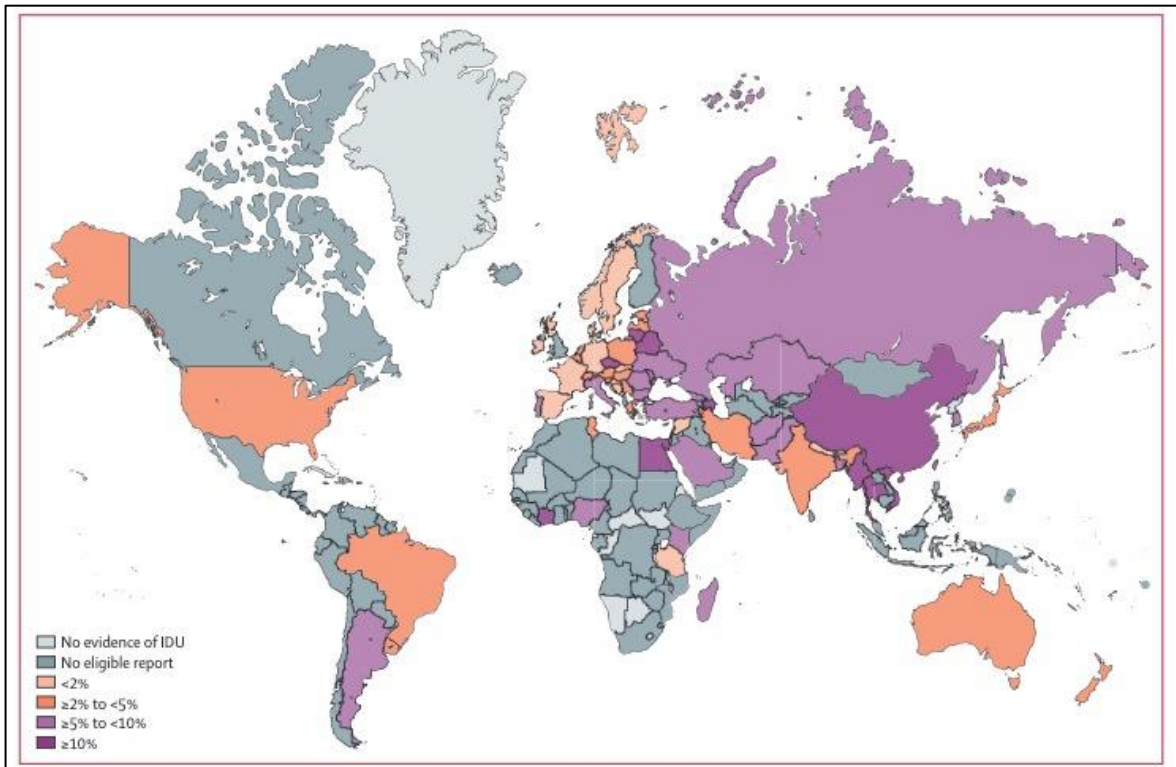 No evidence of IDU
No eligible report
<2%
≥2% to <5%
≥5% to <10%
≥10%